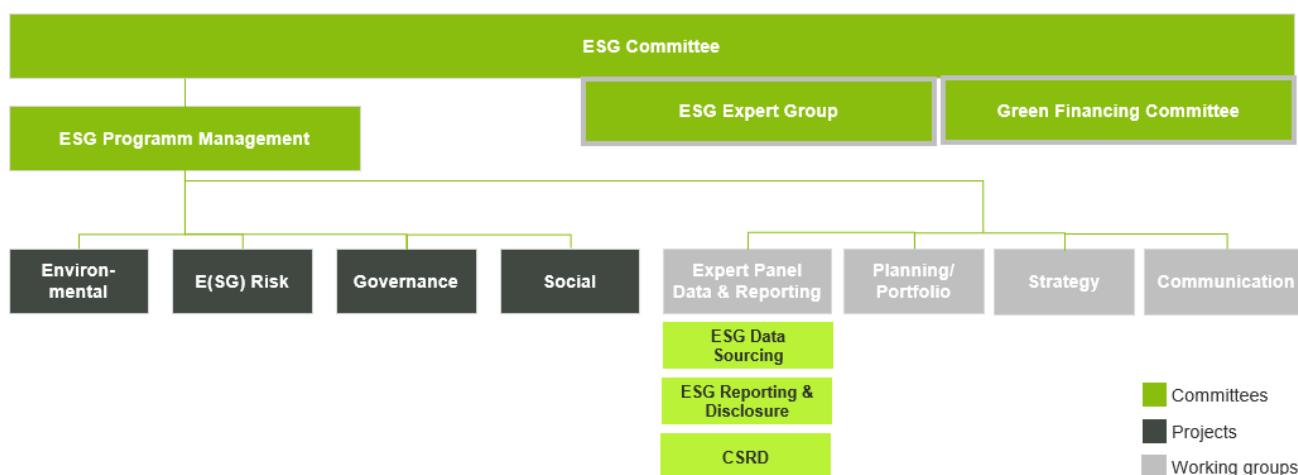 ESG Committee
ESG Expert Group
Green Financing Committee
ESG Programm Management
Environ-
mental
E(SG) Risk
Governance
Social
Expert Panel
Data & Reporting
Planning/
Portfolio
Strategy
Communication
ESG Data
Sourcing
ESG Reporting &
Disclosure
CSRD
Committees
Projects
Working groups